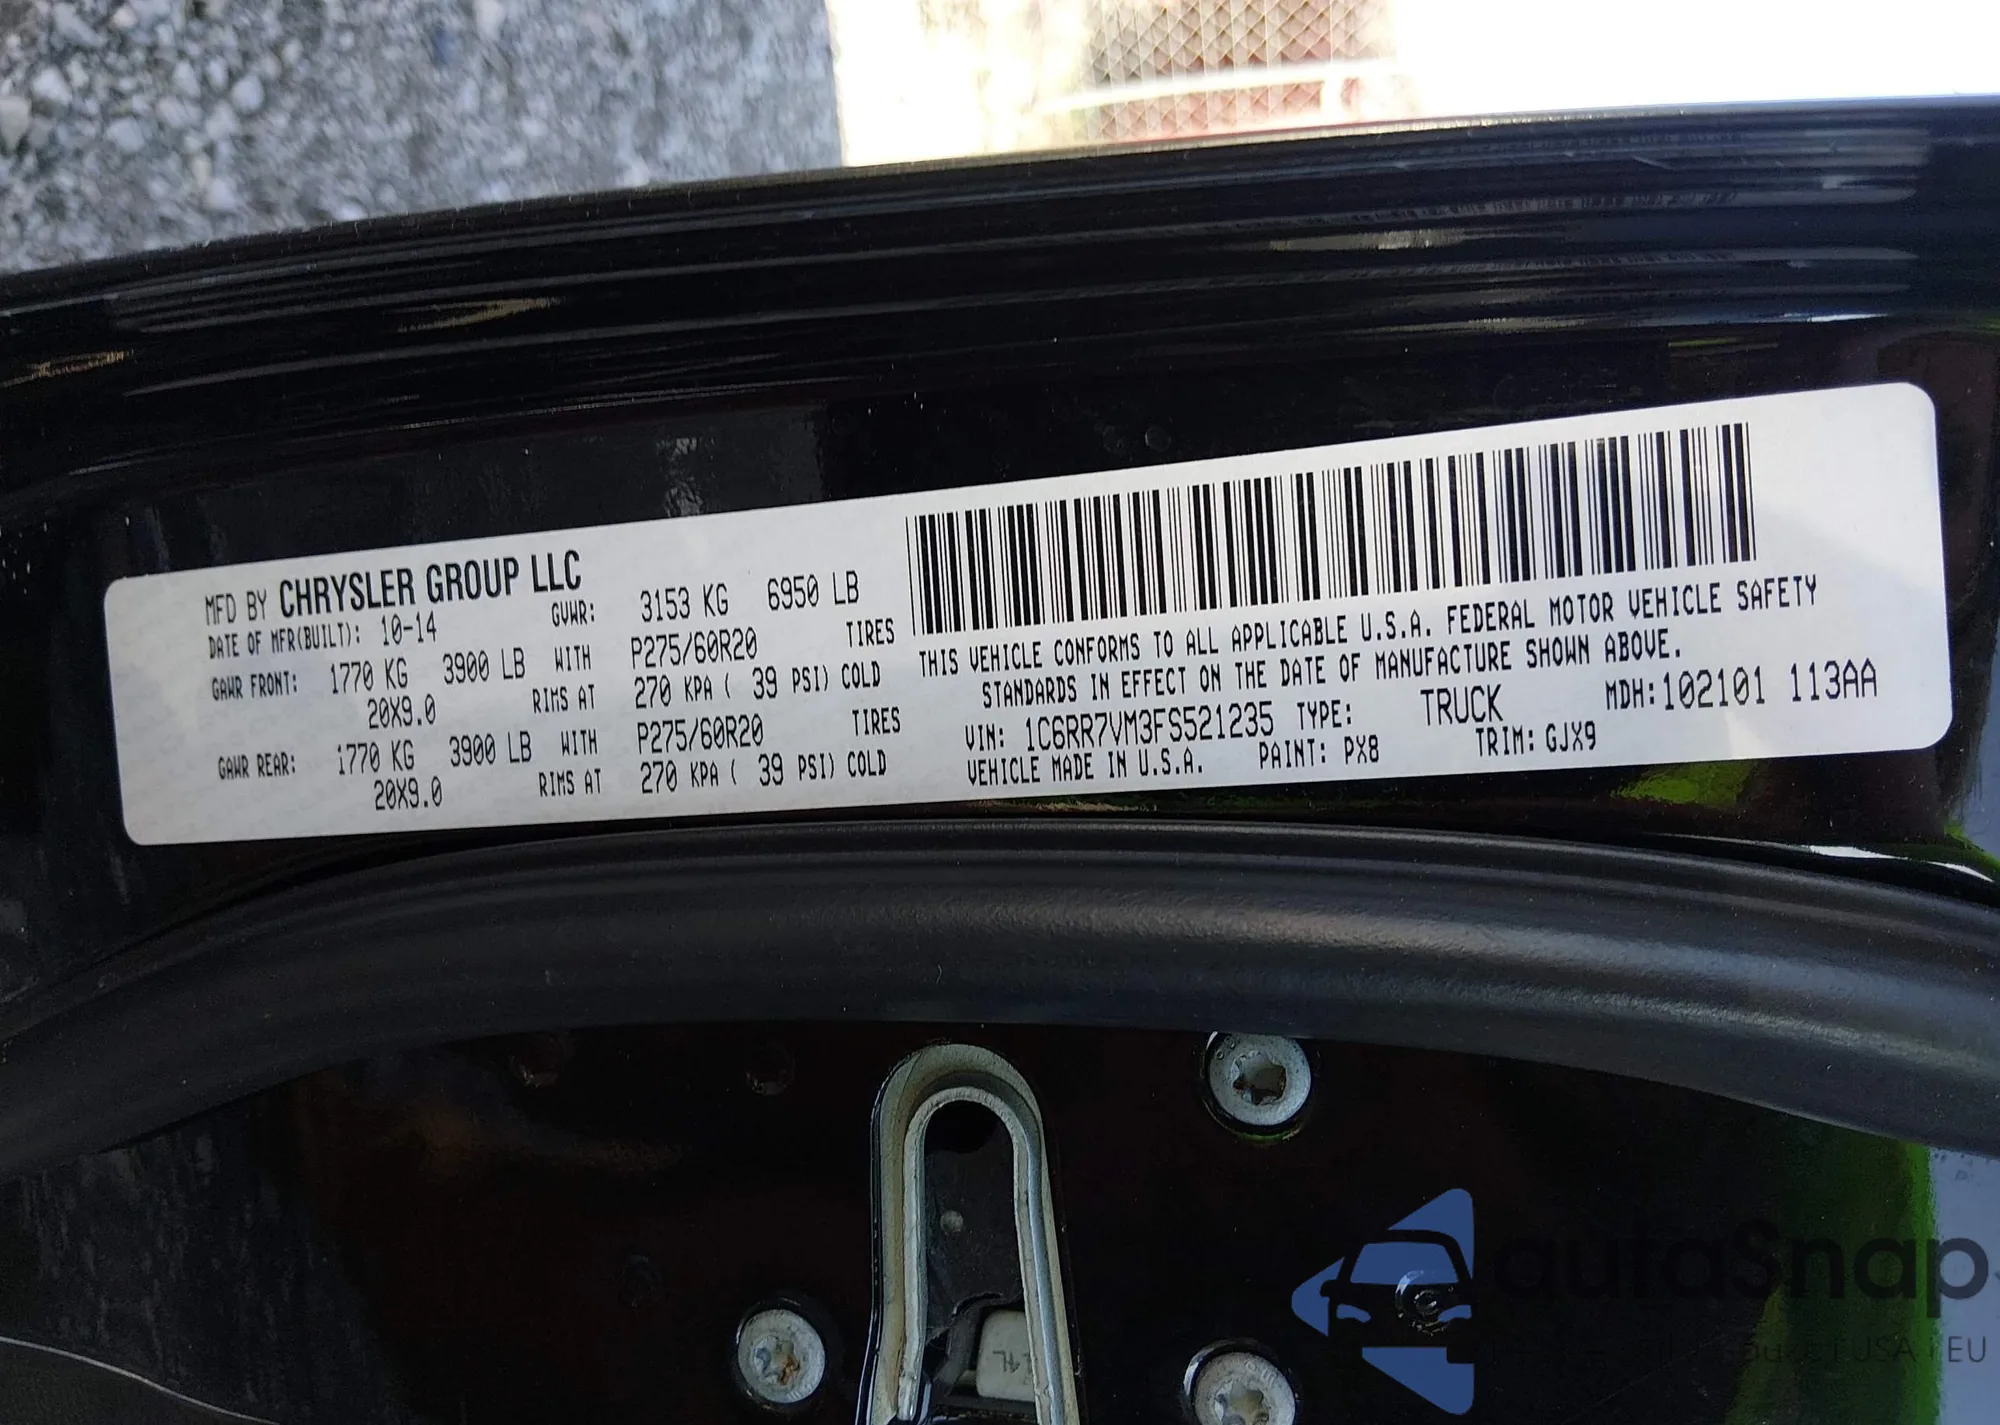 MFD BY CHRYSLER GROUP LLC
DATE OF MFR(BUILT): 10-14 GVWR: 3153 KG 6950 LB
GAWR FRONT: 1770 KG 3900 LB WITH P275/60R20 TIRES
20X9.0 RIMS AT 270 KPA ( 39 PSI) COLD
GAWR REAR: 1770 KG 3900 LB WITH P275/60R20 TIRES
20X9.0 RIMS AT 270 KPA ( 39 PSI) COLD
THIS VEHICLE CONFORMS TO ALL APPLICABLE U.S.A. FEDERAL MOTOR VEHICLE SAFETY
STANDARDS IN EFFECT ON THE DATE OF MANUFACTURE SHOWN ABOVE.
VIN: 1C6RR7VM3FS521235 TYPE: TRUCK MDH:102101 113AA
VEHICLE MADE IN U.S.A. PAINT: PX8 TRIM: GJX9
autoSnap
USA i EU